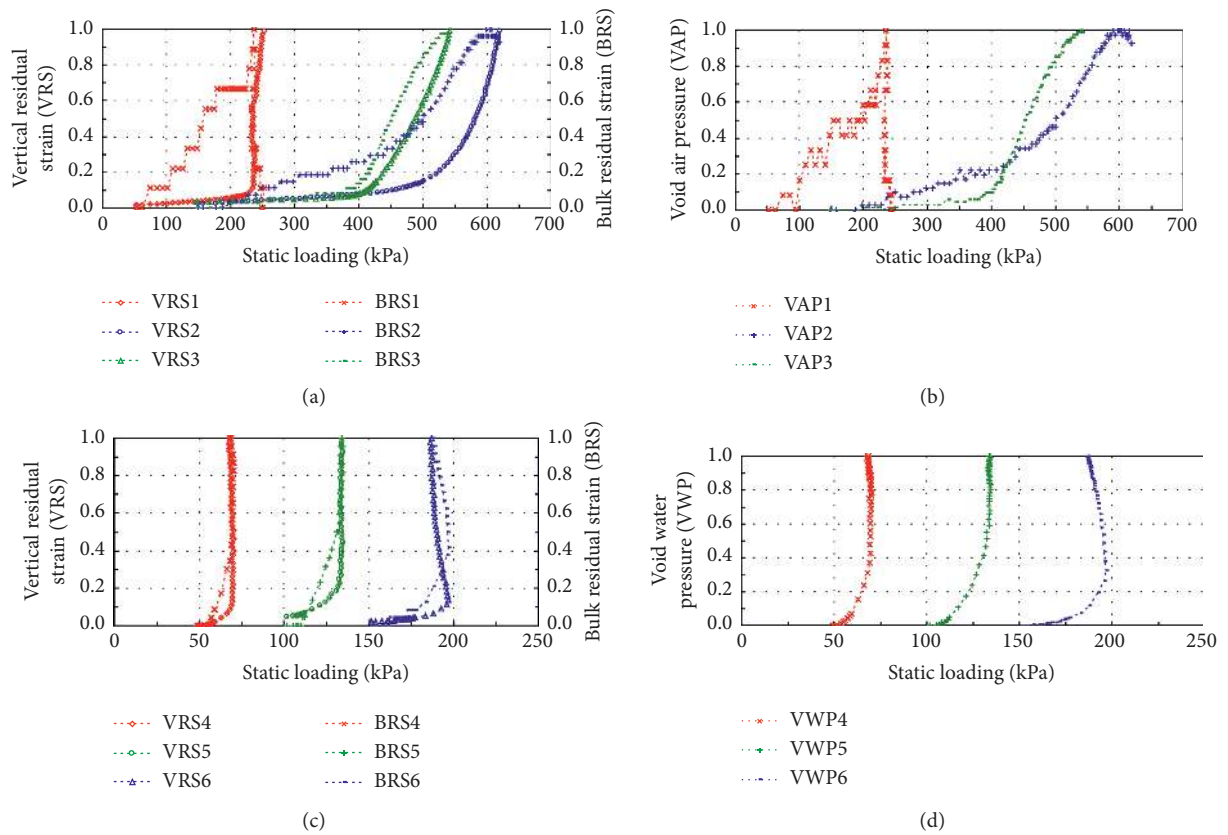 1.0
0.8
0.6
0.4
0.2
0.0
Vertical residual
strain (VRS)
0 100 200 300 400 500 600 700
Static loading (kPa)
1.0
0.8
0.6
0.4
0.2
0.0
Bulk residual strain (BRS)
VRS1
VRS2
VRS3
BRS1
BRS2
BRS3
(a)
1.0
0.8
0.6
0.4
0.2
0.0
Void air pressure (VAP)
0 100 200 300 400 500 600 700
Static loading (kPa)
VAP1
VAP2
VAP3
(b)
1.0
0.8
0.6
0.4
0.2
0.0
Vertical residual
strain (VRS)
0 50 100 150 200 250
Static loading (kPa)
1.0
0.8
0.6
0.4
0.2
0.0
Bulk residual strain (BRS)
VRS4
VRS5
VRS6
BRS4
BRS5
BRS6
(c)
1.0
0.8
0.6
0.4
0.2
0.0
Void water
pressure (VWP)
0 50 100 150 200 250
Static loading (kPa)
VWP4
VWP5
VWP6
(d)